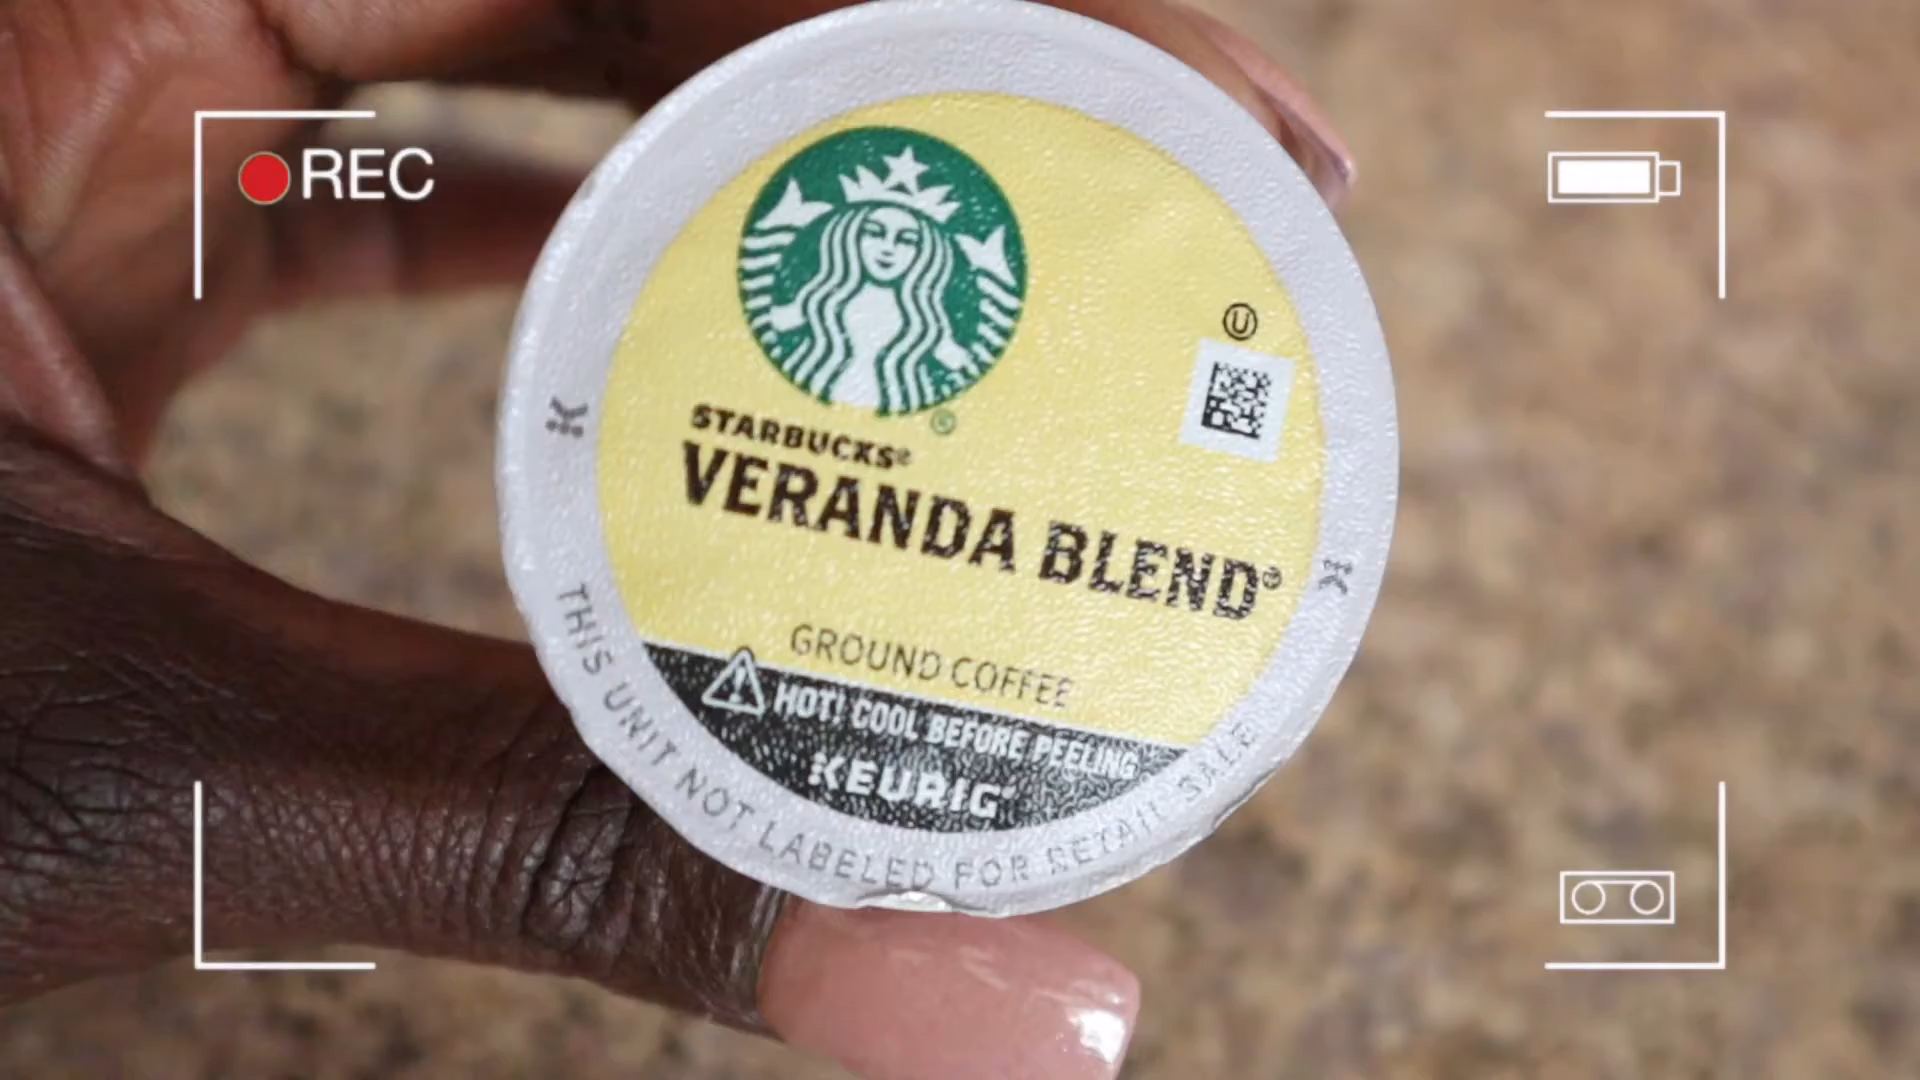 REC
U
STARBUCKS®
VERANDA BLEND®
GROUND COFFEE
HOT! COOL BEFORE PEELING
KEURIG
THIS UNIT NOT LABELED FOR RETAIL SALE